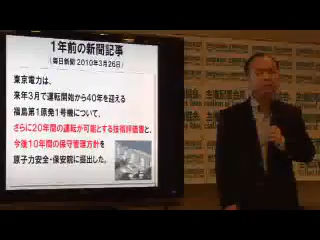 1年前の新聞記事
(毎日新聞 2010年3月26日)
東京電力は、
来年3月で運転開始から40年を迎える
福島第1原発1号機について、
さらに20年間の運転が可能とする技術評価書と、
今後10年間の保守管理方針を
原子力安全・保安院に提出した。